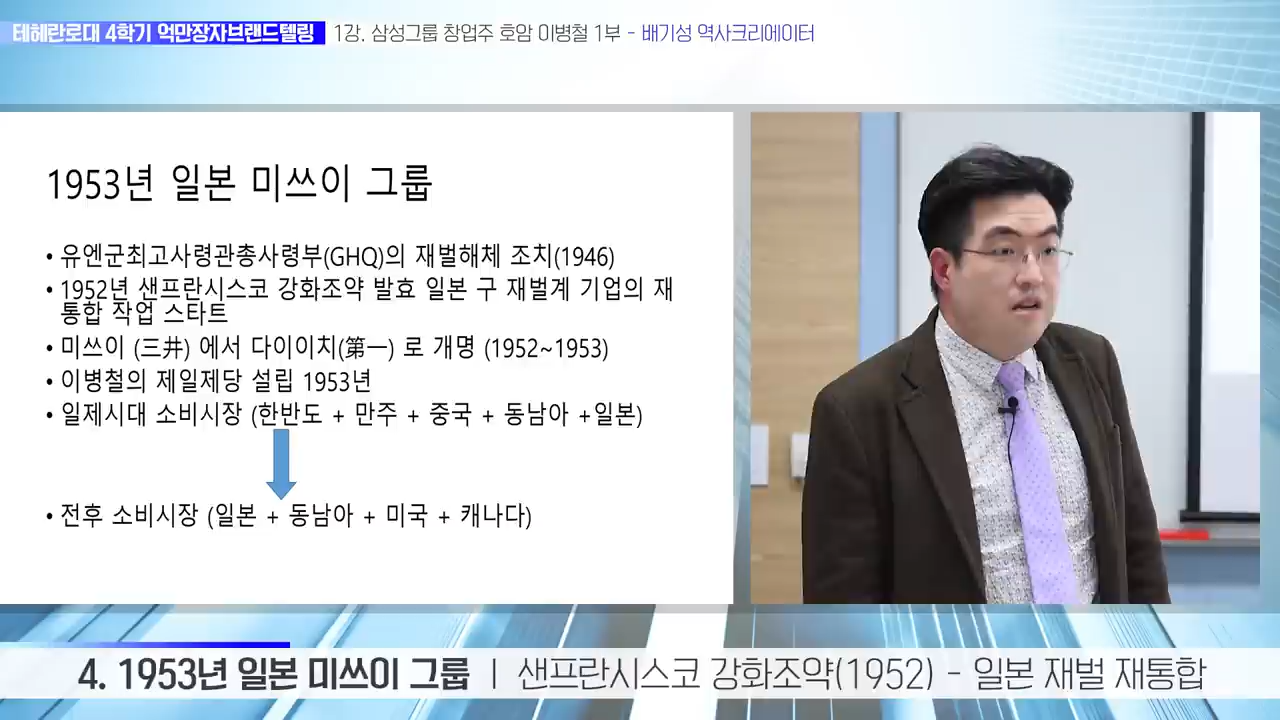 테헤란로대 4학기 억만장자브랜드텔링 1강. 삼성그룹 창업주 호암 이병철 1부 - 배기성 역사크리에이터
1953년 일본 미쓰이 그룹
• 유엔군최고사령관총사령부(GHQ)의 재벌해체 조치(1946)
• 1952년 샌프란시스코 강화조약 발효 일본 구 재벌계 기업의 재
통합 작업 스타트
• 미쓰이 (三井) 에서 다이이치(第一) 로 개명 (1952~1953)
• 이병철의 제일제당 설립 1953년
• 일제시대 소비시장 (한반도 + 만주 + 중국 + 동남아 +일본)
• 전후 소비시장 (일본 + 동남아 + 미국 + 캐나다)
4. 1953년 일본 미쓰이 그룹 | 샌프란시스코 강화조약(1952) - 일본 재벌 재통합